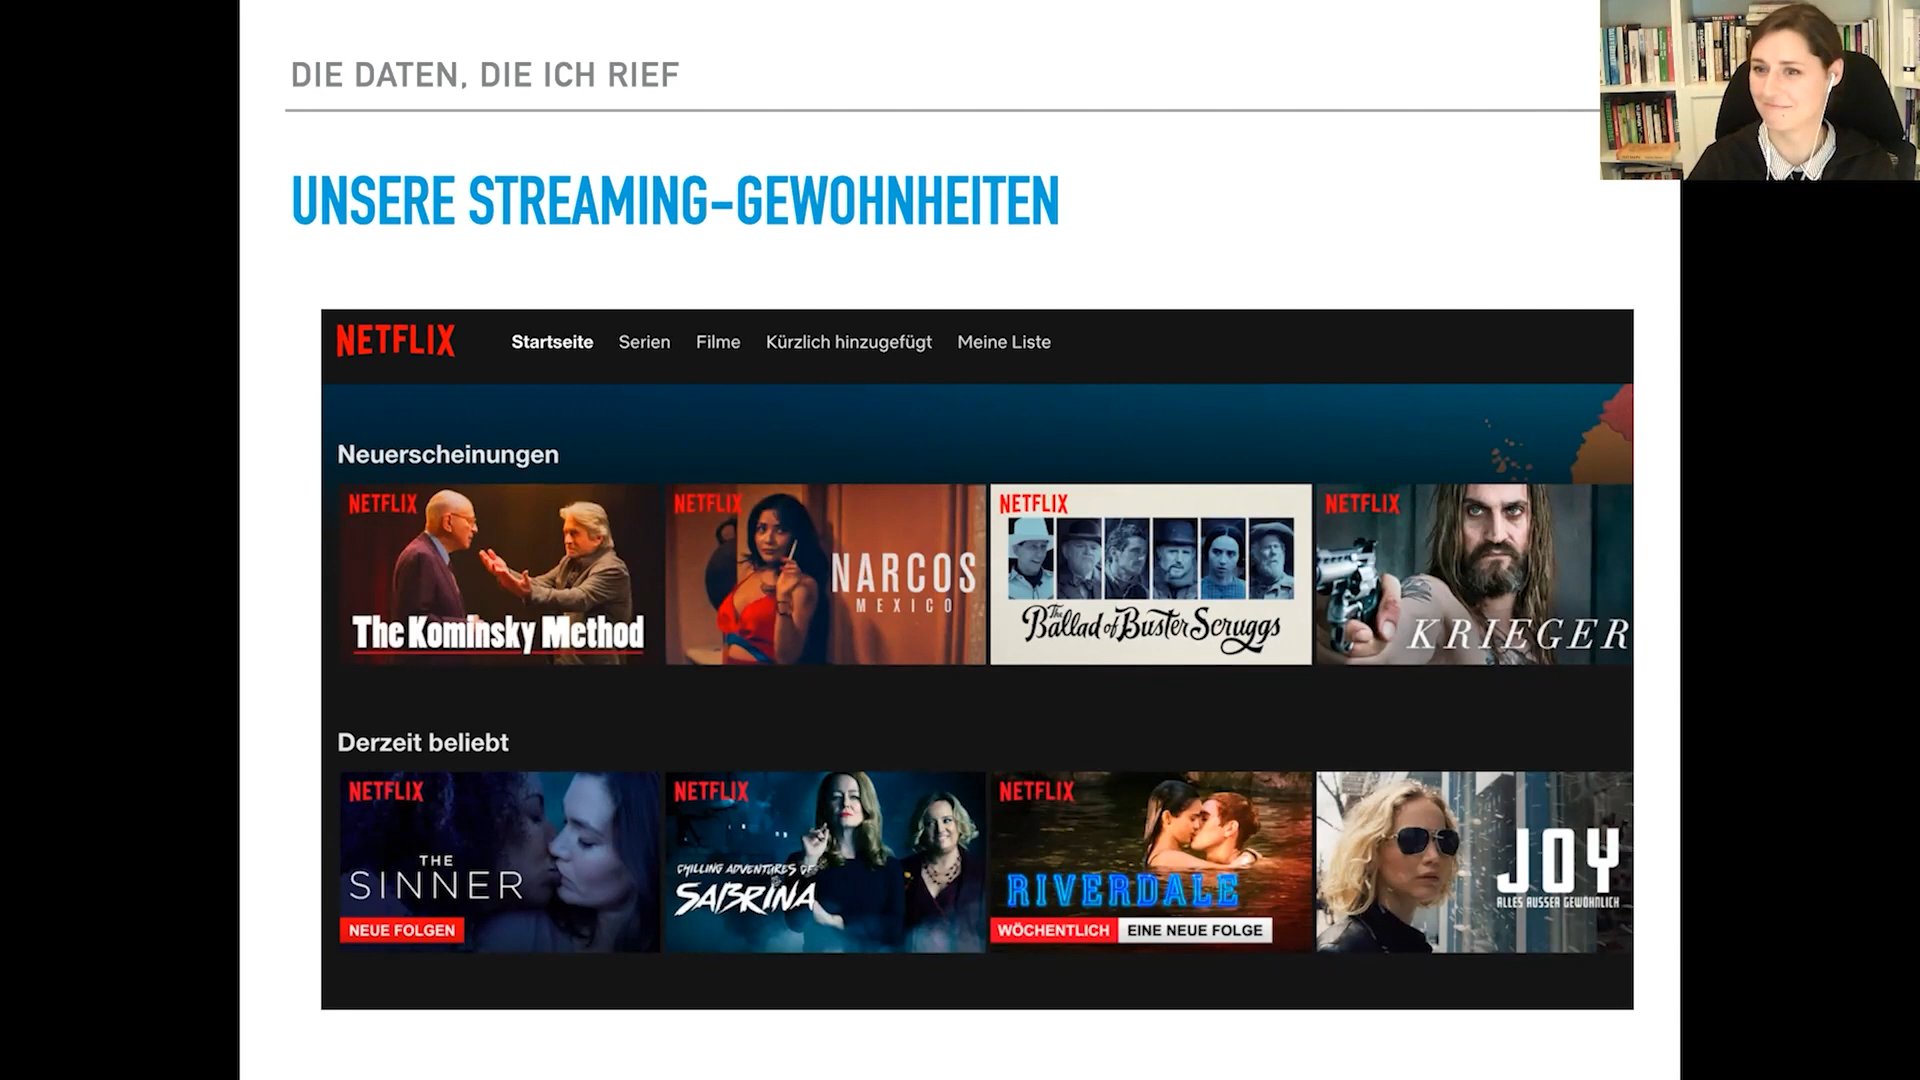 DIE DATEN, DIE ICH RIEF
UNSERE STREAMING-GEWOHNHEITEN
NETFLIX Startseite Serien Filme Kürzlich hinzugefügt Meine Liste
Neuerscheinungen
NETFLIX
The Kominsky Method
NETFLIX
NARCOS
MEXICO
NETFLIX
The Ballad of Buster Scruggs
NETFLIX
KRIEGER
Derzeit beliebt
NETFLIX
THE
SINNER
NEUE FOLGEN
NETFLIX
CHILLING ADVENTURES OF
SABRINA
NETFLIX
RIVERDALE
WÖCHENTLICH EINE NEUE FOLGE
JOY
ALLES AUSSER GEWÖHNLICH